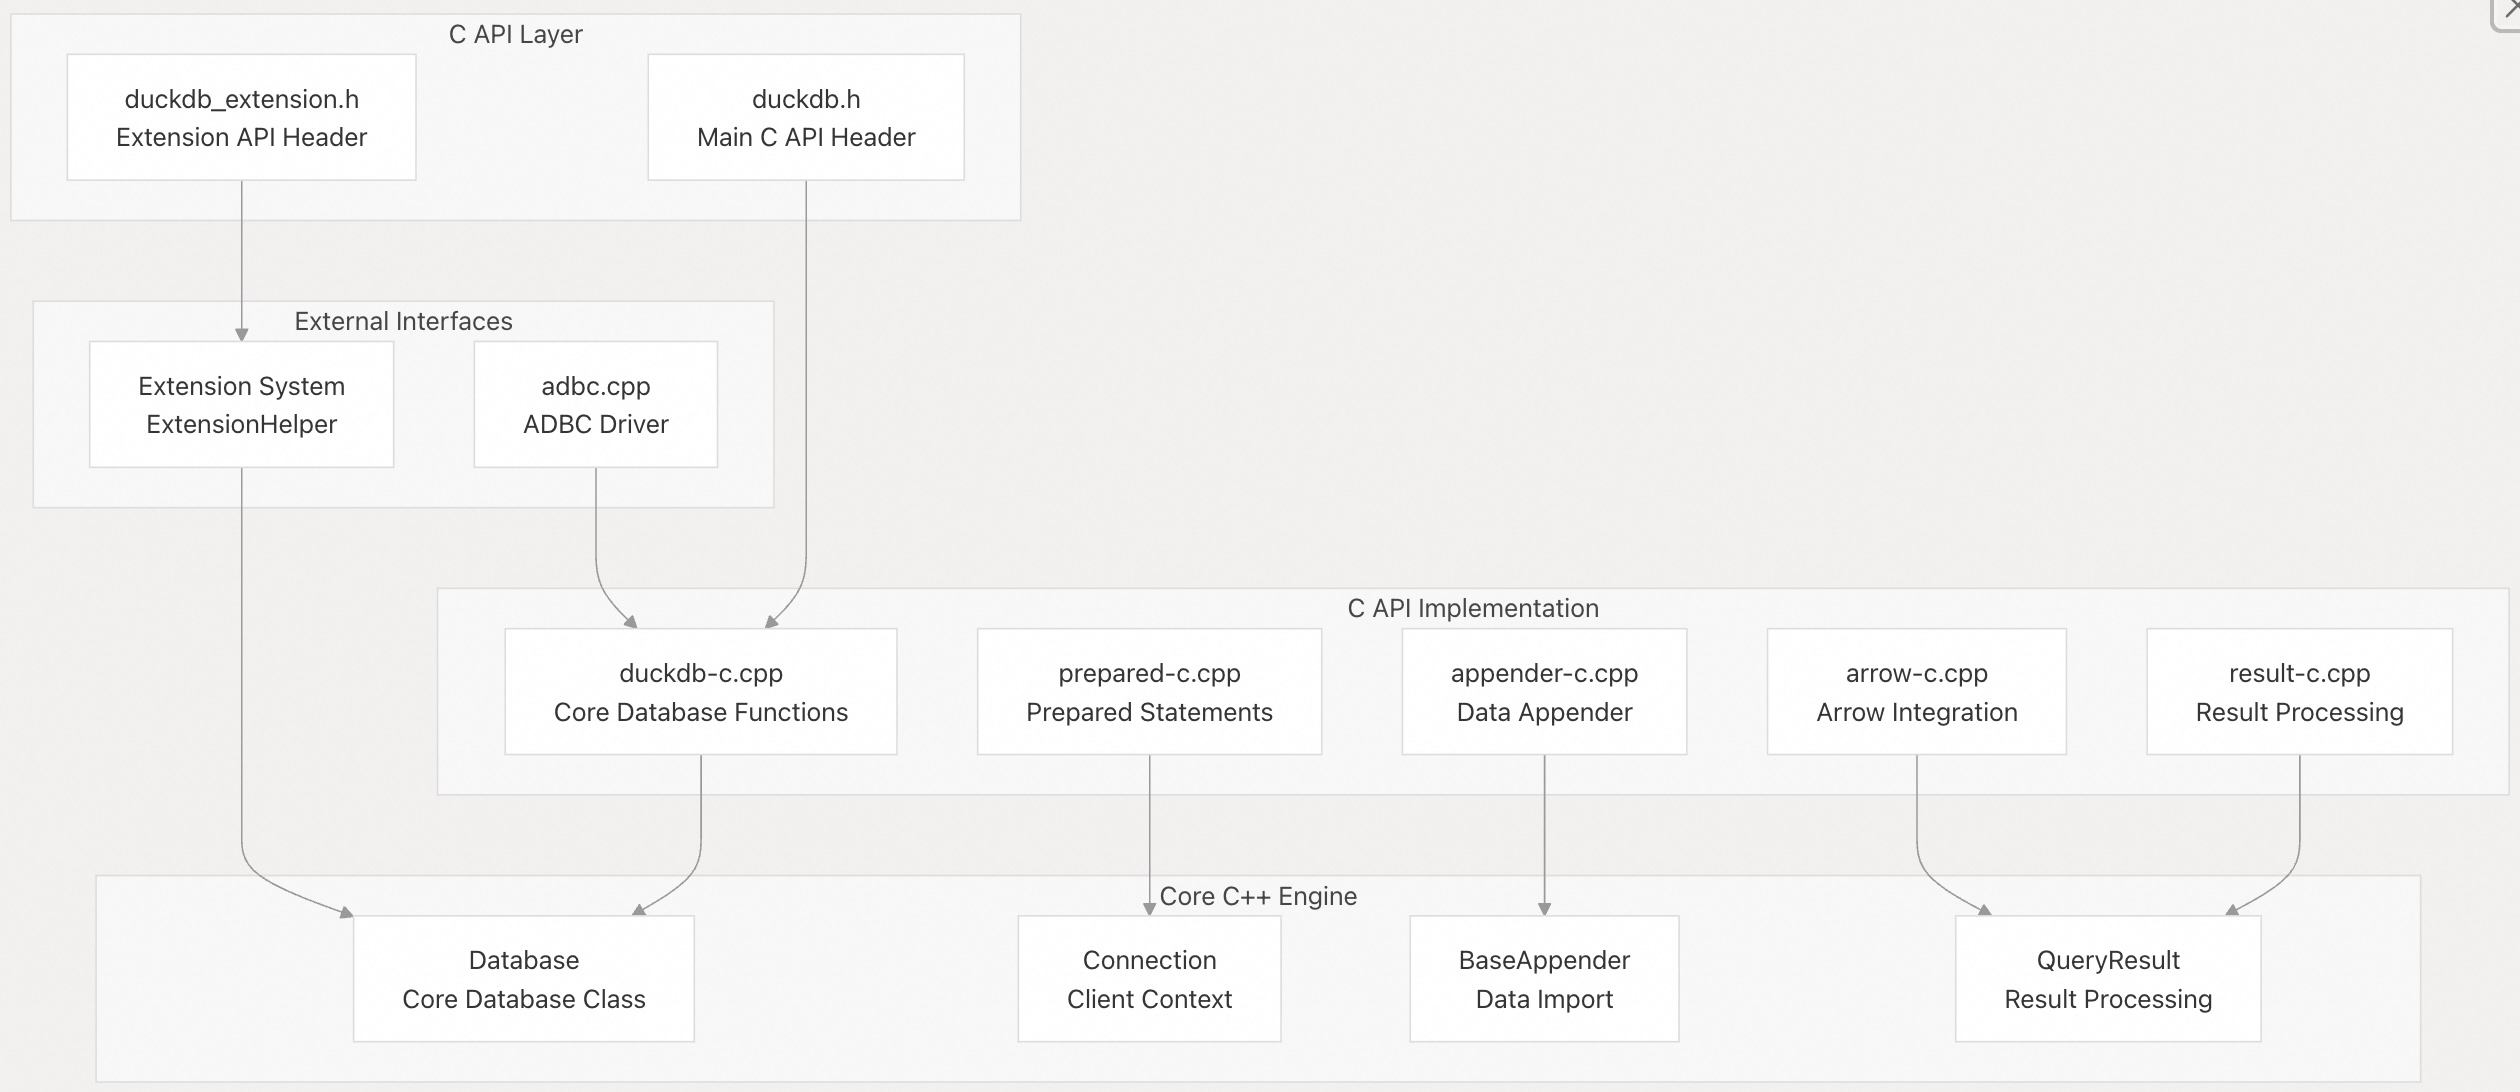 C API Layer
duckdb_extension.h
Extension API Header
duckdb.h
Main C API Header
External Interfaces
Extension System
ExtensionHelper
adbc.cpp
ADBC Driver
C API Implementation
duckdb-c.cpp
Core Database Functions
prepared-c.cpp
Prepared Statements
appender-c.cpp
Data Appender
arrow-c.cpp
Arrow Integration
result-c.cpp
Result Processing
Core C++ Engine
Database
Core Database Class
Connection
Client Context
BaseAppender
Data Import
QueryResult
Result Processing